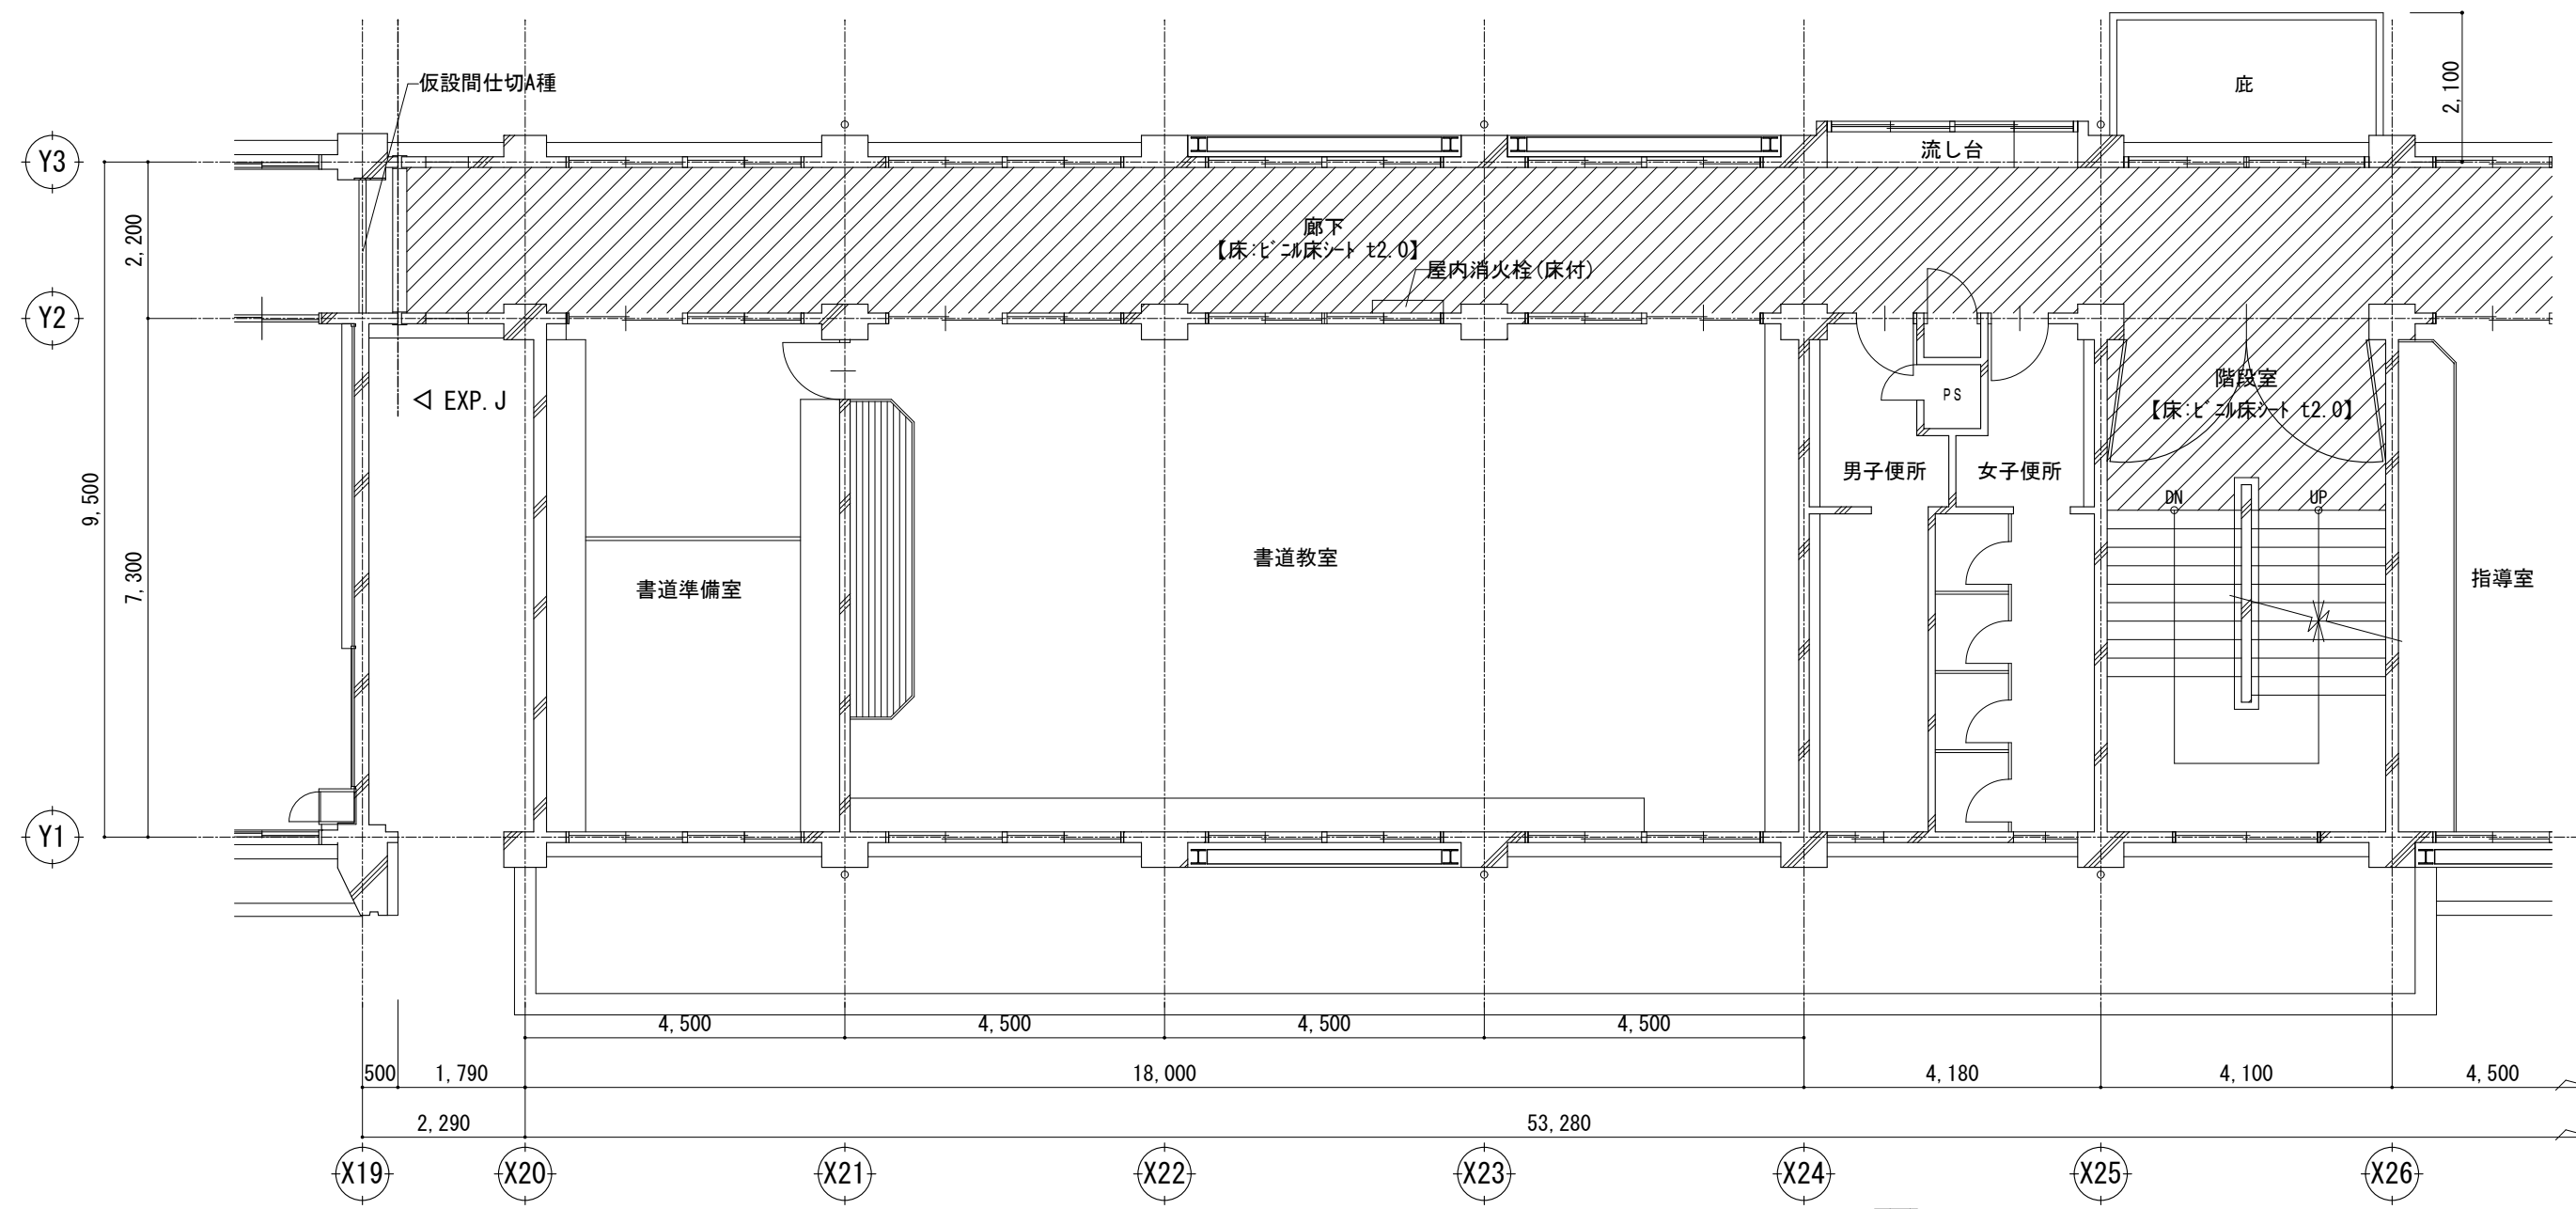 仮設間仕切A種
庇
2,100
Y3
流し台
2,200
廊下
【床:ビニル床シート t2.0】
屋内消火栓(床付)
Y2
階段室
【床:ビニル床シート t2.0】
EXP.J
PS
男子便所
女子便所
DN
UP
9,500
7,300
書道準備室
書道教室
指導室
Y1
4,500
4,500
4,500
4,500
500
1,790
18,000
4,180
4,100
4,500
2,290
53,280
X19
X20
X21
X22
X23
X24
X25
X26